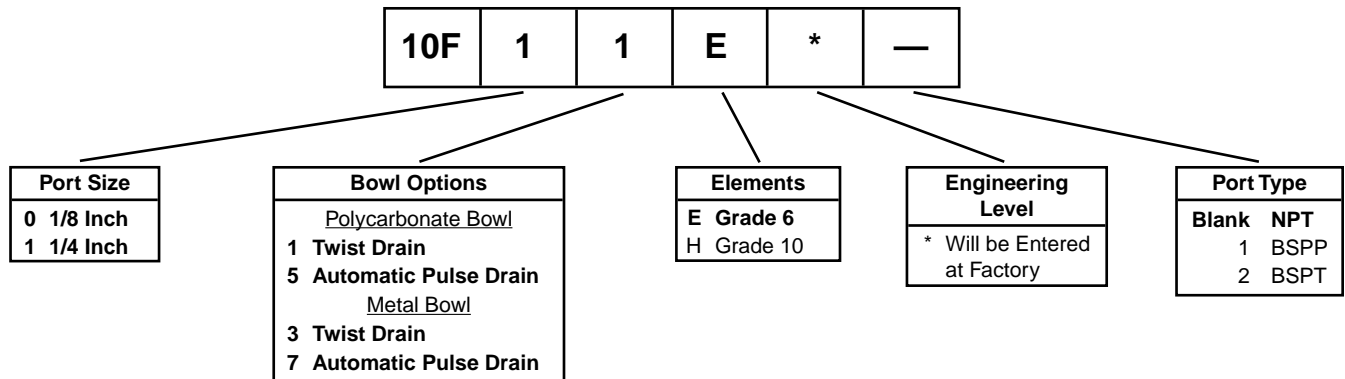 10F 1 1 E * —
Port Size
0 1/8 Inch
1 1/4 Inch
Bowl Options
Polycarbonate Bowl
1 Twist Drain
5 Automatic Pulse Drain
Metal Bowl
3 Twist Drain
7 Automatic Pulse Drain
Elements
E Grade 6
H Grade 10
Engineering
Level
* Will be Entered
at Factory
Port Type
Blank NPT
1 BSPP
2 BSPT